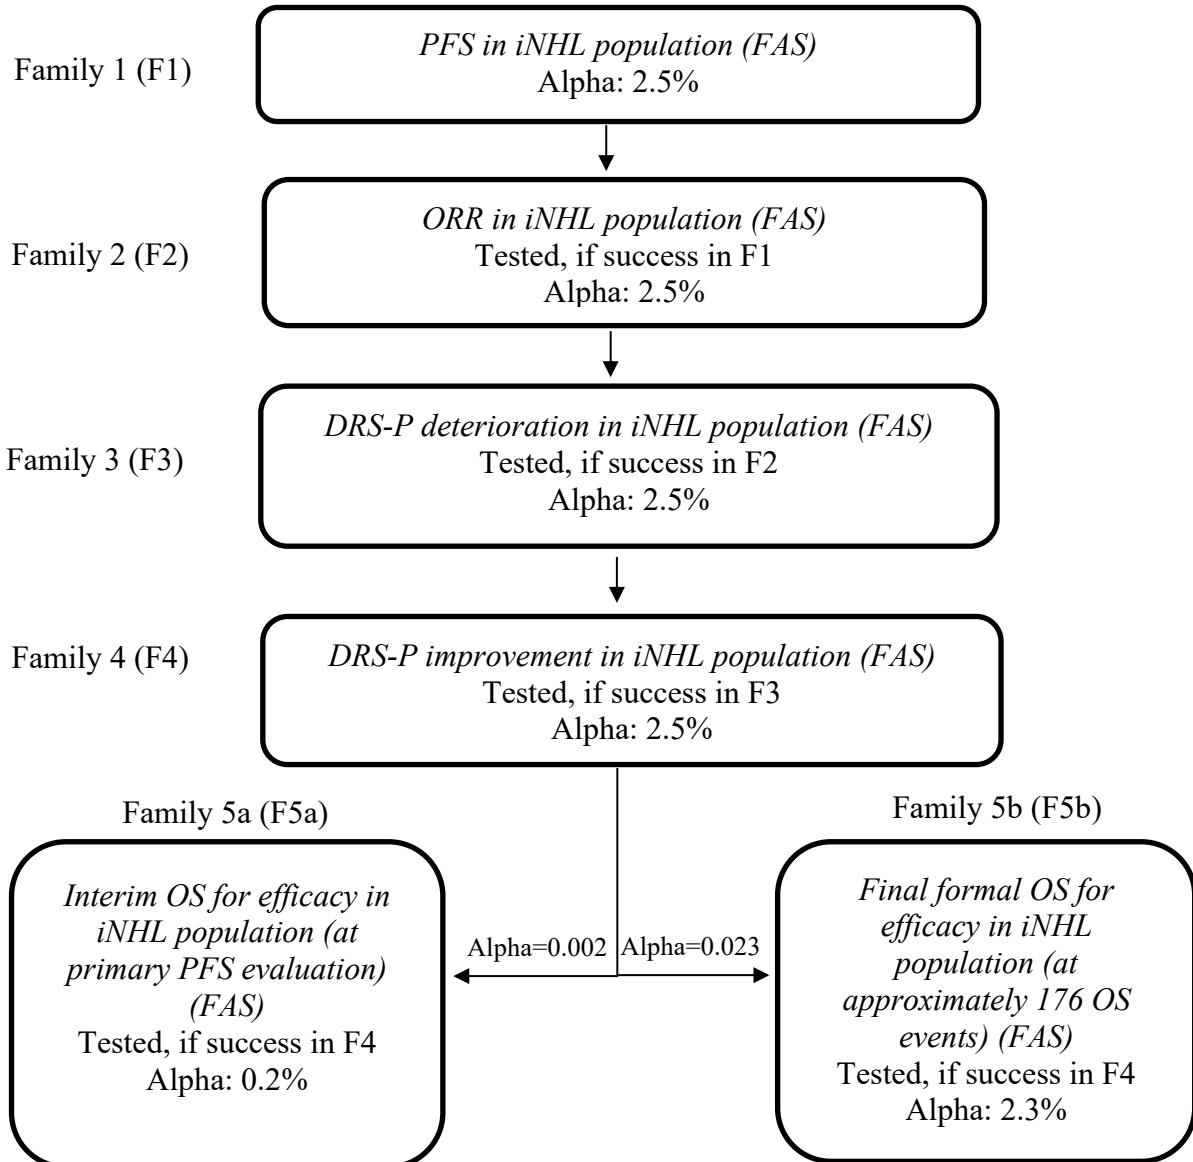 Family 1 (F1)
PFS in iNHL population (FAS)
Alpha: 2.5%
Family 2 (F2)
ORR in iNHL population (FAS)
Tested, if success in F1
Alpha: 2.5%
Family 3 (F3)
DRS-P deterioration in iNHL population (FAS)
Tested, if success in F2
Alpha: 2.5%
Family 4 (F4)
DRS-P improvement in iNHL population (FAS)
Tested, if success in F3
Alpha: 2.5%
Alpha=0.002
Alpha=0.023
Family 5a (F5a)
Interim OS for efficacy in
iNHL population (at
primary PFS evaluation)
(FAS)
Tested, if success in F4
Alpha: 0.2%
Family 5b (F5b)
Final formal OS for
efficacy in iNHL
population (at
approximately 176 OS
events) (FAS)
Tested, if success in F4
Alpha: 2.3%